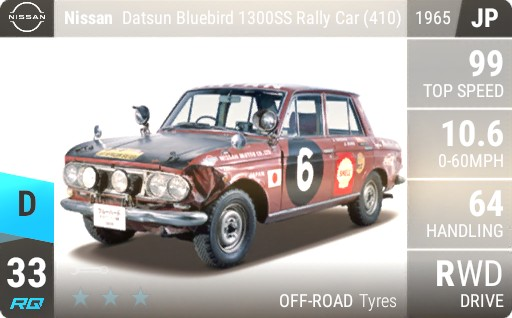 NISSAN
Nissan Datsun Bluebird 1300SS Rally Car (410) 1965 JP
99
TOP SPEED
10.6
0-60MPH
64
HANDLING
RWD
DRIVE
D
33
RQ
6
SHELL
OFF-ROAD Tyres